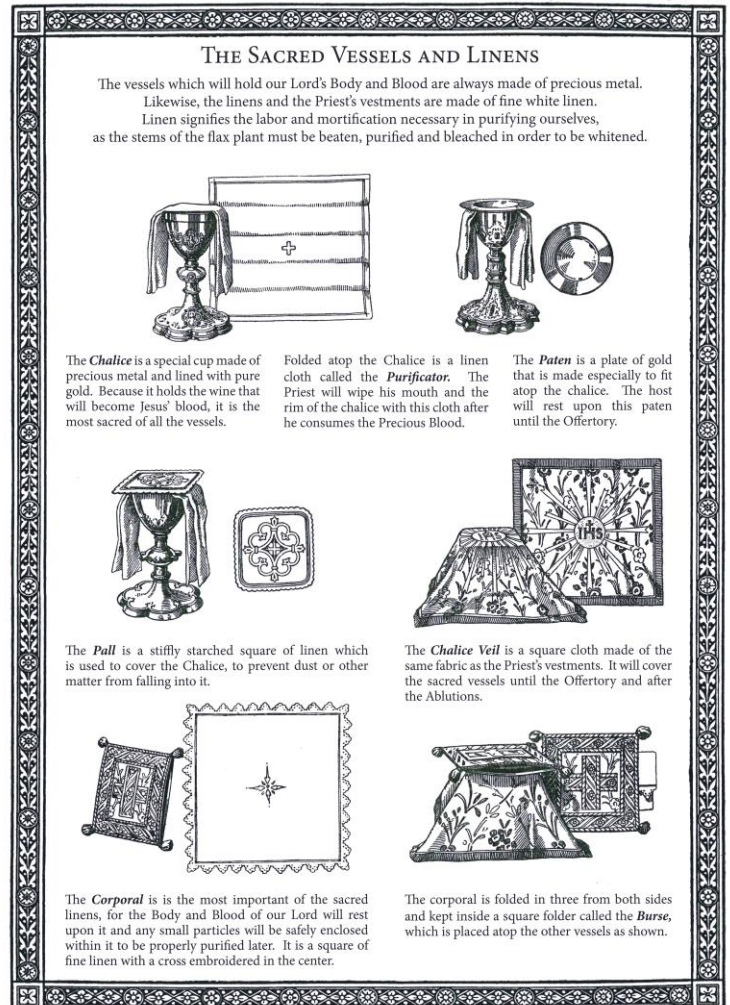 THE SACRED VESSELS AND LINENS
The vessels which will hold our Lord's Body and Blood are always made of precious metal.
Likewise, the linens and the Priest's vestments are made of fine white linen.
Linen signifies the labor and mortification necessary in purifying ourselves,
as the stems of the flax plant must be beaten, purified and bleached in order to be whitened.
The Chalice is a special cup made of
precious metal and lined with pure
gold. Because it holds the wine that
will become Jesus' blood, it is the
most sacred of all the vessels.
Folded atop the Chalice is a linen
cloth called the Purificator. The
Priest will wipe his mouth and the
rim of the chalice with this cloth after
he consumes the Precious Blood.
The Paten is a plate of gold
that is made especially to fit
atop the chalice. The host
will rest upon this paten
until the Offertory.
IHS
The Pall is a stiffly starched square of linen which
is used to cover the Chalice, to prevent dust or other
matter from falling into it.
The Chalice Veil is a square cloth made of the
same fabric as the Priest's vestments. It will cover
the sacred vessels until the Offertory and after
the Ablutions.
The Corporal is is the most important of the sacred
linens, for the Body and Blood of our Lord will rest
upon it and any small particles will be safely enclosed
within it to be properly purified later. It is a square of
fine linen with a cross embroidered in the center.
The corporal is folded in three from both sides
and kept inside a square folder called the Burse,
which is placed atop the other vessels as shown.